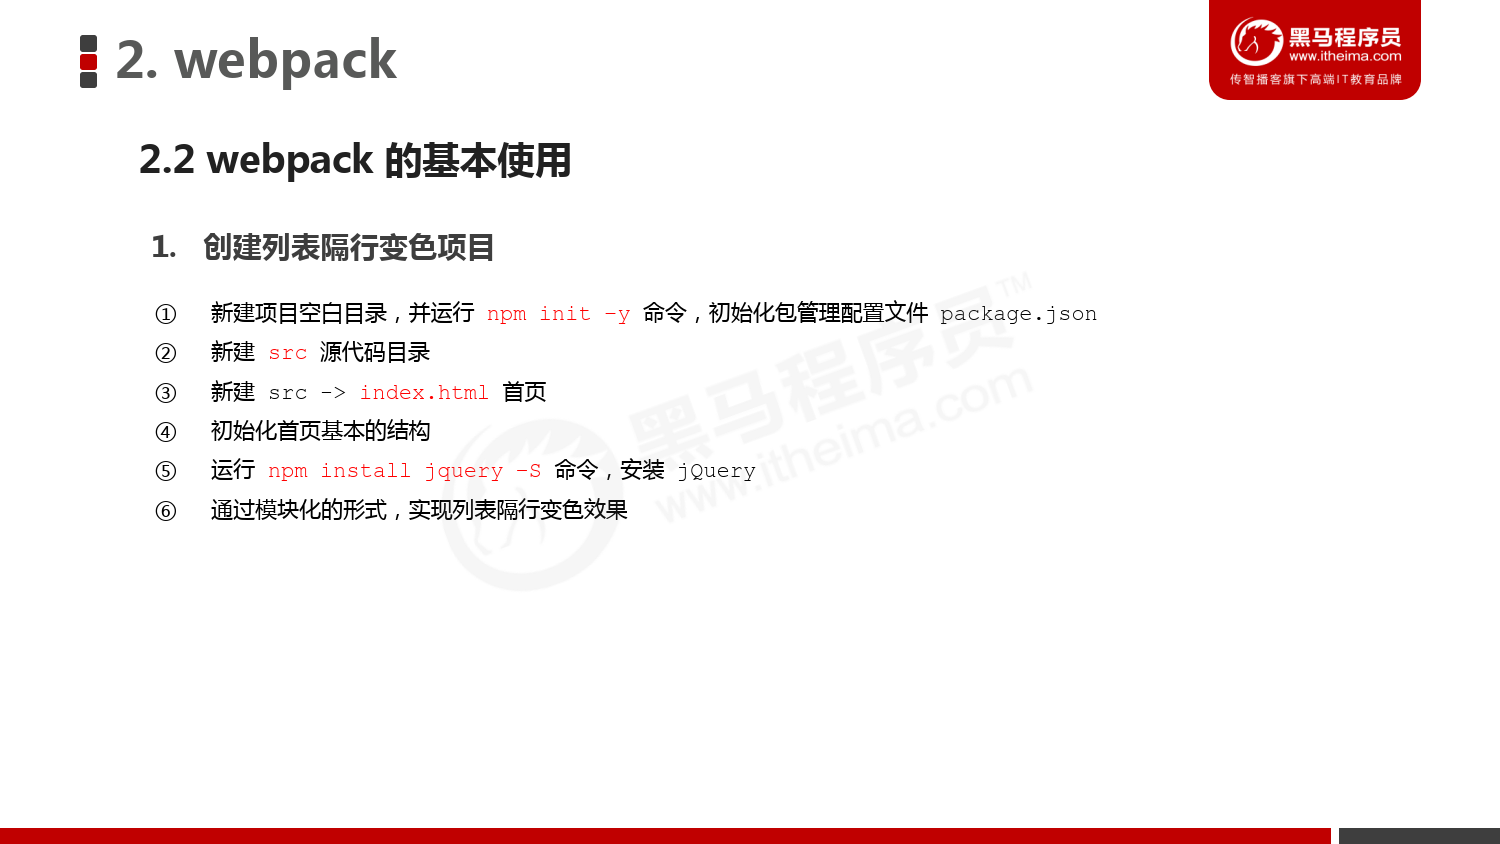 2. webpack
黑马程序员
www.itheima.com
传智播客旗下高端IT教育品牌
2.2 webpack 的基本使用
1. 创建列表隔行变色项目
① 新建项目空白目录，并运行 npm init –y 命令，初始化包管理配置文件 package.json
② 新建 src 源代码目录
③ 新建 src -> index.html 首页
④ 初始化首页基本的结构
⑤ 运行 npm install jquery –S 命令，安装 jQuery
⑥ 通过模块化的形式，实现列表隔行变色效果
黑马程序员™
www.itheima.com